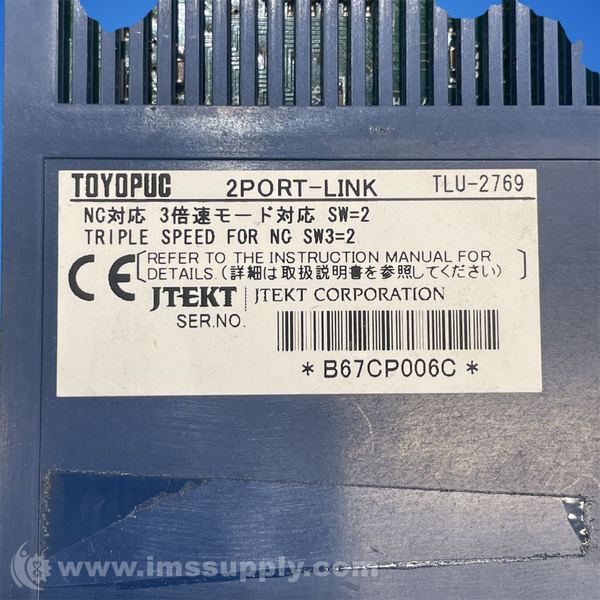 TOYOPUC 2PORT-LINK TLU-2769
NC対応 3倍速モード対応 SW=2
TRIPLE SPEED FOR NC SW3=2
[REFER TO THE INSTRUCTION MANUAL FOR
DETAILS. (詳細は取扱説明書を参照してください)]
CE JTEKT | JTEKT CORPORATION
SER.NO.
*B67CP006C*
www.imssupply.com